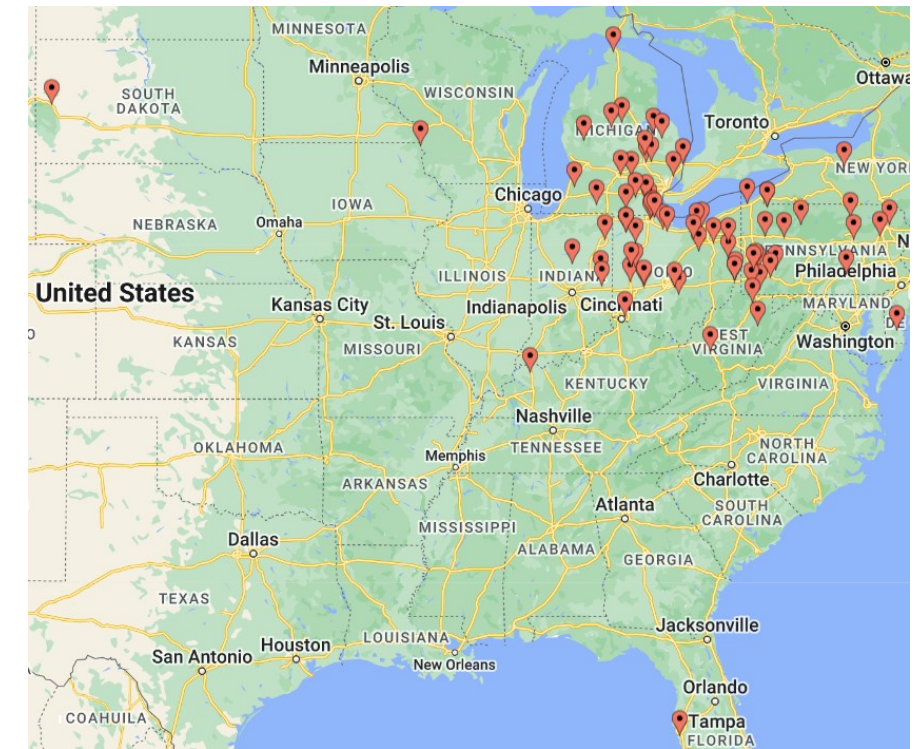 MINNESOTA
Minneapolis
Ottawa
SOUTH
DAKOTA
WISCONSIN
MICHIGAN
Toronto
NEW YORK
Chicago
NEBRASKA
Omaha
IOWA
PENNSYLVANIA
ILLINOIS
INDIANA
OHIO
Philadelphia
United States
Kansas City
Indianapolis
Cincinnati
MARYLAND
St. Louis
WEST
VIRGINIA
Washington
DE
KANSAS
MISSOURI
KENTUCKY
VIRGINIA
Nashville
OKLAHOMA
Memphis
TENNESSEE
NORTH
CAROLINA
ARKANSAS
Charlotte
Atlanta
SOUTH
CAROLINA
MISSISSIPPI
Dallas
ALABAMA
GEORGIA
TEXAS
Jacksonville
LOUISIANA
Houston
San Antonio
New Orleans
Orlando
COAHUILA
Tampa
FLORIDA